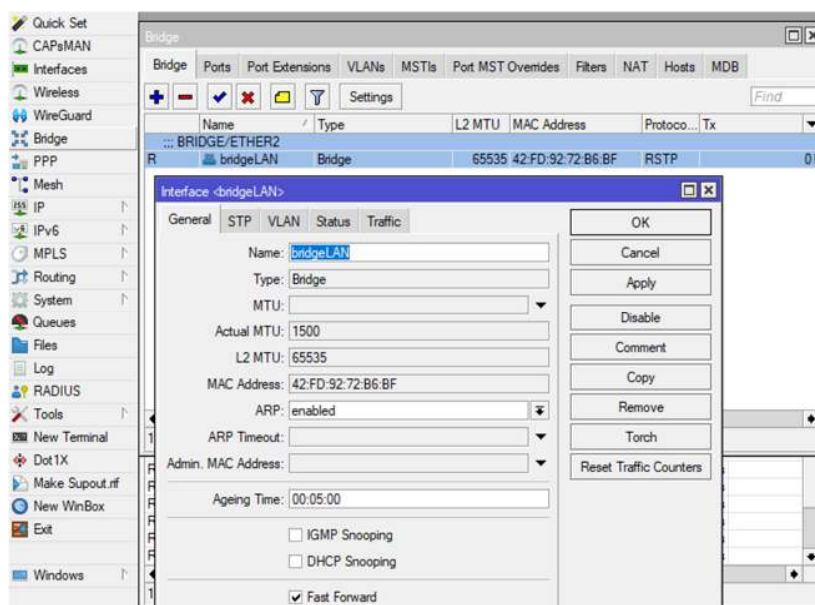 Quick Set
CAPsMAN
Interfaces
Wireless
WireGuard
Bridge
PPP
Mesh
IP
IPv6
MPLS
Routing
System
Queues
Files
Log
RADIUS
Tools
New Terminal
Dot1X
Make Supout.rif
New WinBox
Exit
Windows
Bridge
Bridge Ports Port Extensions VLANs MSTIs Port MST Overrides Filters NAT Hosts MDB
Settings Find
Name Type L2 MTU MAC Address Protoco... Tx
::: BRIDGE/ETHER2
R bridgeLAN Bridge 65535 42:FD:92:72:B6:BF RSTP
Interface <bridgeLAN>
General STP VLAN Status Traffic
Name: bridgeLAN
Type: Bridge
MTU:
Actual MTU: 1500
L2 MTU: 65535
MAC Address: 42:FD:92:72:B6:BF
ARP: enabled
ARP Timeout:
Admin. MAC Address:
Ageing Time: 00:05:00
IGMP Snooping
DHCP Snooping
Fast Forward
OK
Cancel
Apply
Disable
Comment
Copy
Remove
Torch
Reset Traffic Counters